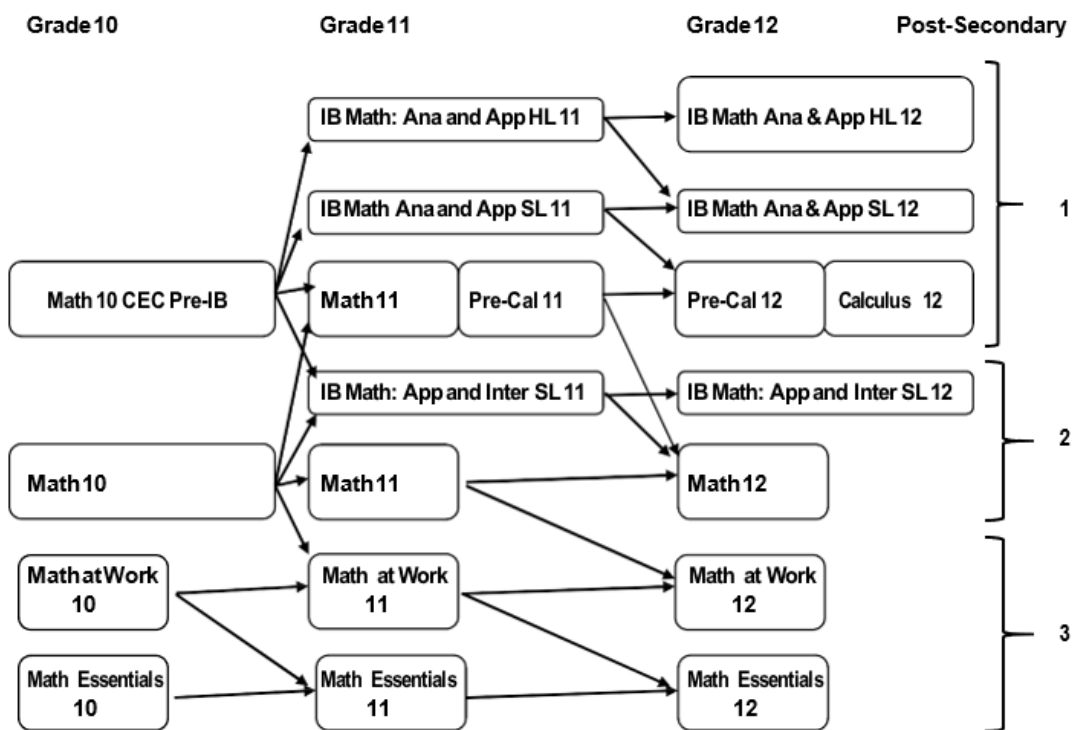 Grade 10 Grade 11 Grade 12 Post-Secondary
IB Math: Ana and App HL 11 IB Math Ana & App HL 12
IB Math Ana and App SL 11 IB Math Ana & App SL 12
1
Math 10 CEC Pre-IB Math 11 Pre-Cal 11 Pre-Cal 12 Calculus 12
IB Math: App and Inter SL 11 IB Math: App and Inter SL 12
2
Math 10 Math 11 Math 12
Math at Work
10
Math at Work
11
Math at Work
12
3
Math Essentials
10
Math Essentials
11
Math Essentials
12